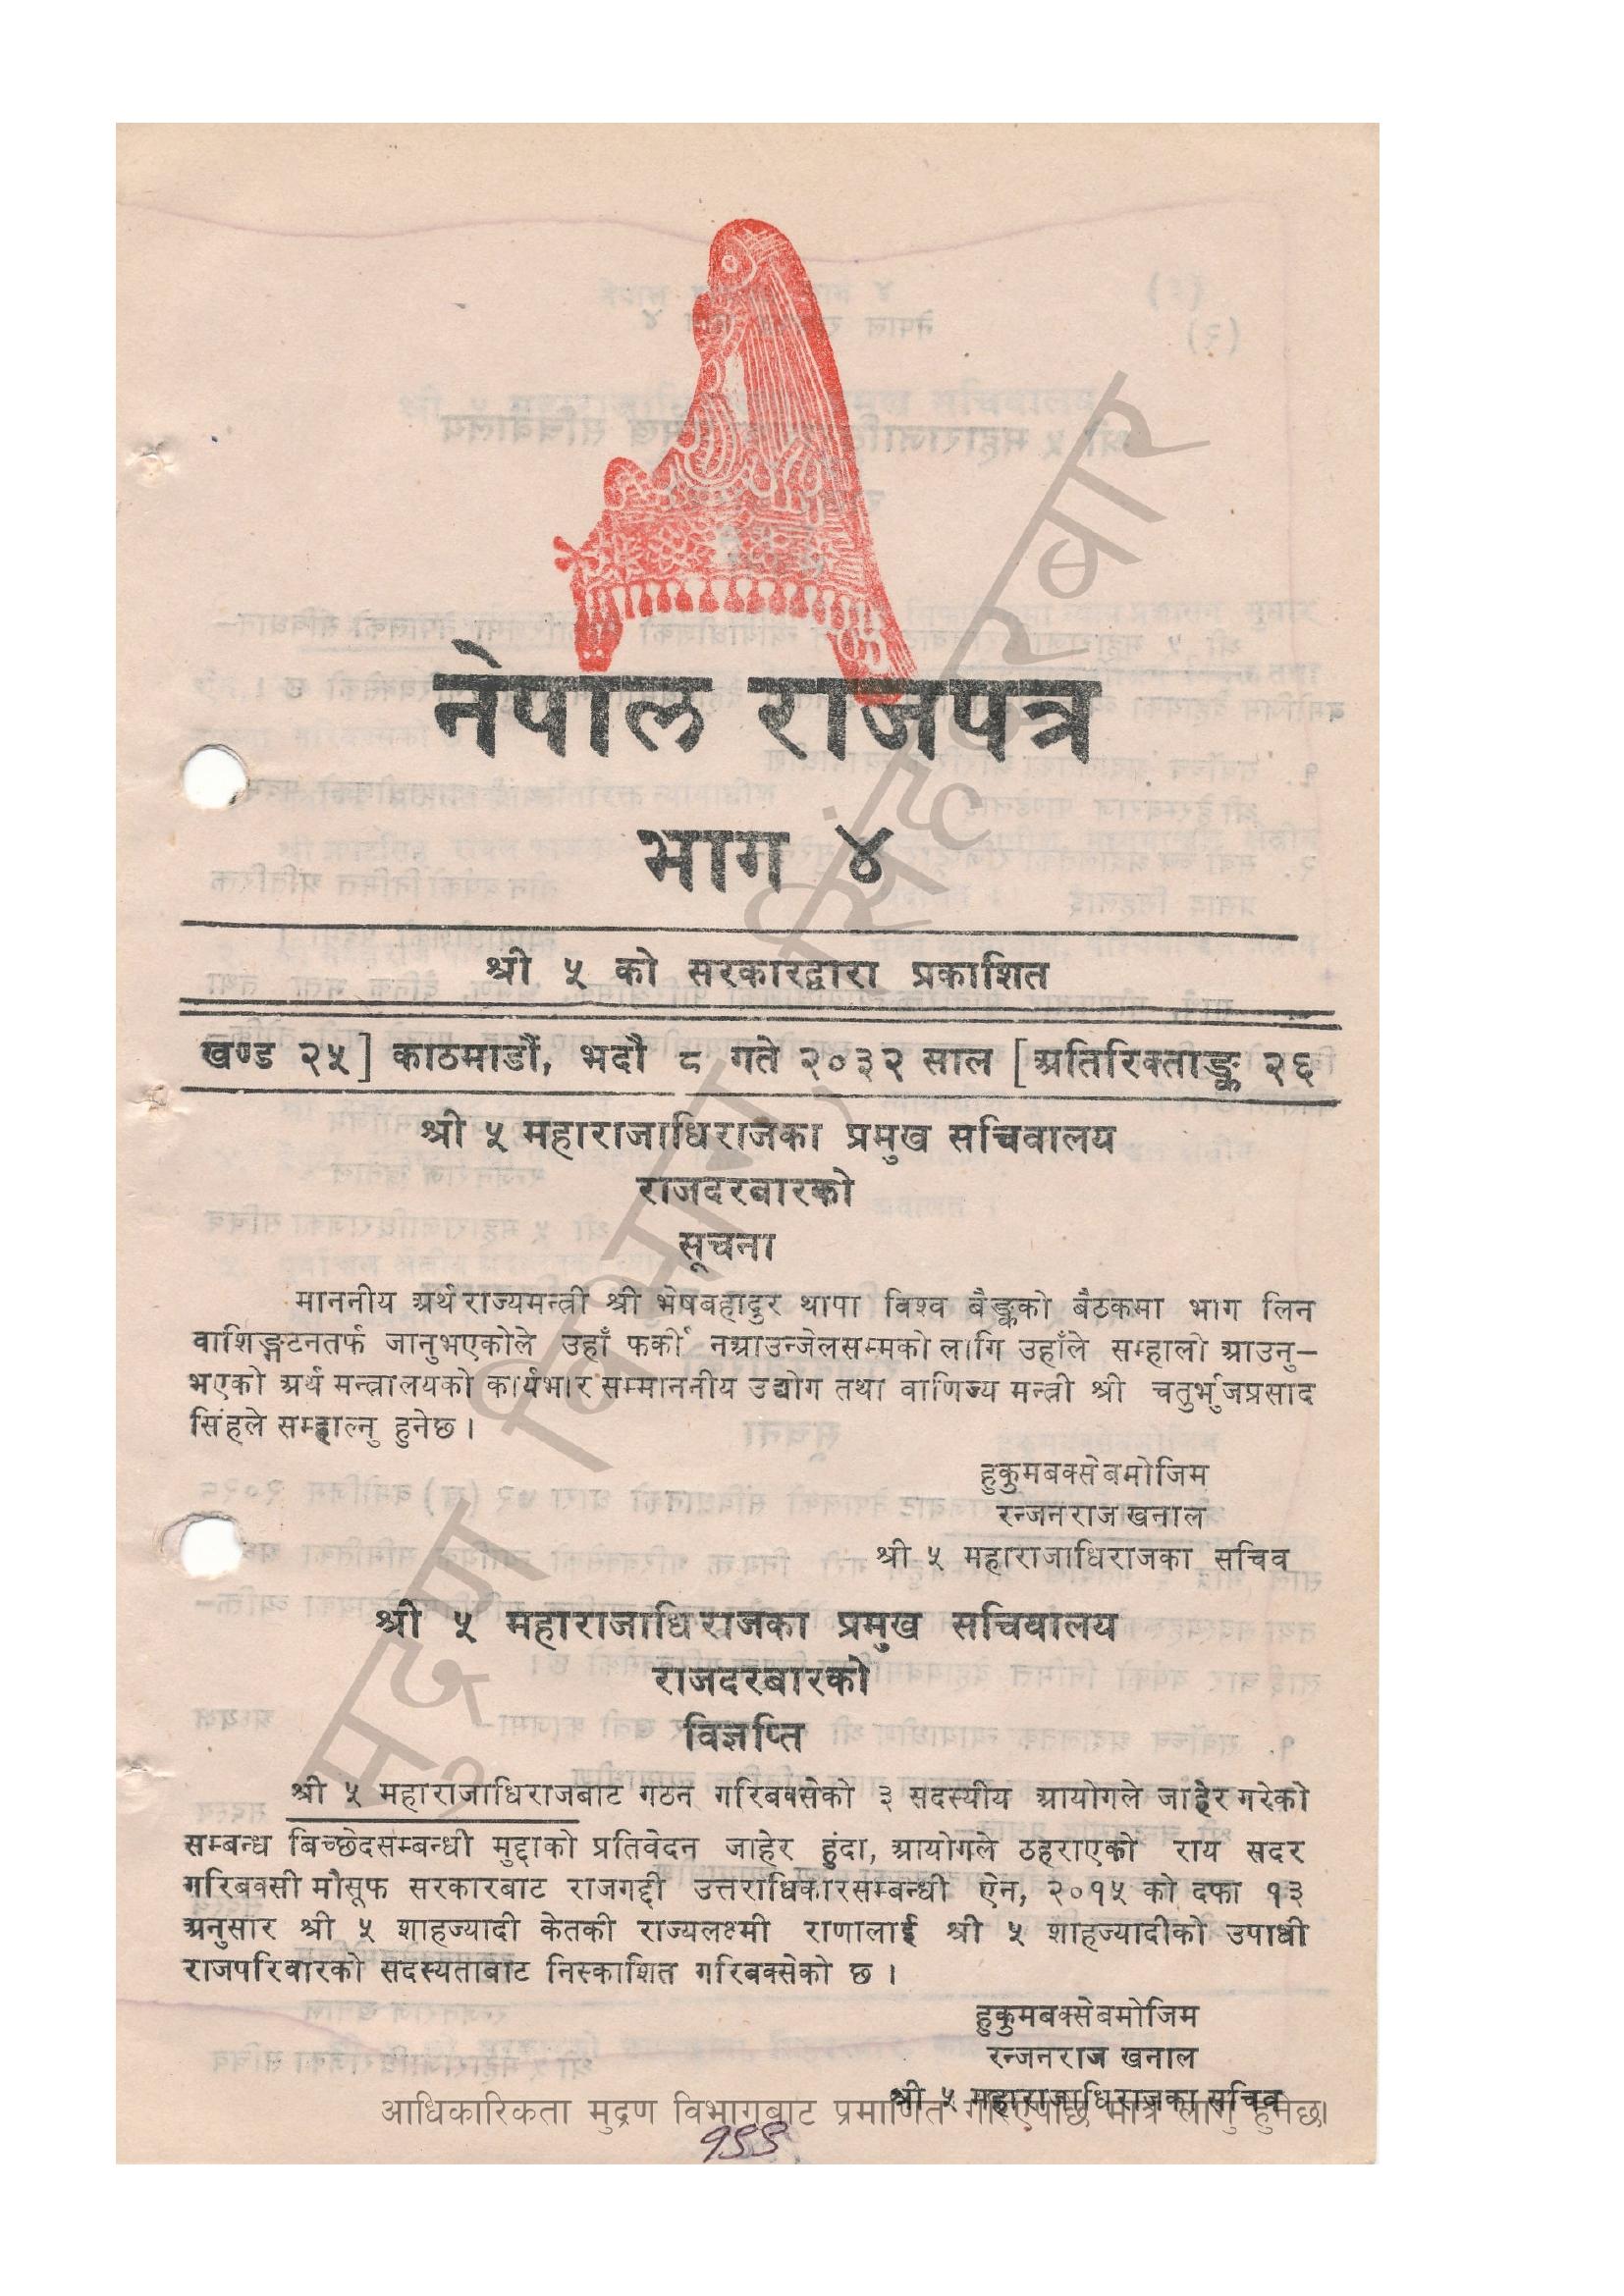 नेपाल राजपत्र
भाग ४
श्री ५ को सरकारद्वारा प्रकाशित
खण्ड २५] काठमाडौं, भदौ ८ गते २०३२ साल [अतिरिक्ताङ्क २६
श्री ५ महाराजाधिराजका प्रमुख सचिवालय
राजदरबारको
सूचना
माननीय अर्थ राज्यमन्त्री श्री भेषबहादुर थापा विश्व बैङ्कको बैठकमा भाग लिन
वाशिङ्गटनतर्फ जानुभएकोले उहाँ फर्की नआउन्जेलसम्मको लागि उहाँले सम्हाली आउनु–
भएको अर्थ मन्त्रालयको कार्यभार सम्माननीय उद्योग तथा वाणिज्य मन्त्री श्री चतुर्भुजप्रसाद
सिंहले सम्हाल्नु हुनेछ ।
हुकुमबक्सेबमोजिम
रन्जनराज खनाल
श्री ५ महाराजाधिराजका सचिव
श्री ५ महाराजाधिराजका प्रमुख सचिवालय
राजदरबारको
विज्ञप्ति
श्री ५ महाराजाधिराजबाट गठन गरिबक्सेको ३ सदस्यीय आयोगले जाहेर गरेको
सम्बन्ध बिच्छेदसम्बन्धी मुद्दाको प्रतिवेदन जाहेर हुंदा, आयोगले ठहराएको राय सदर
गरिबक्सी मौसूफ सरकारबाट राजगद्दी उत्तराधिकारसम्बन्धी ऐन, २०१५ को दफा १३
अनुसार श्री ५ शाहज्यादी केतकी राज्यलक्ष्मी राणालाई श्री ५ शाहज्यादीको उपाधी
राजपरिवारको सदस्यताबाट निस्काशित गरिबक्सेको छ ।
हुकुमबक्सेबमोजिम
रन्जनराज खनाल
श्री ५ महाराजाधिराजका सचिव
आधिकारिकता मुद्रण विभागबाट प्रमाणित गरिएपछि मात्र लागु हुनेछ।
मुद्रण विभाग, सिंहदरबार